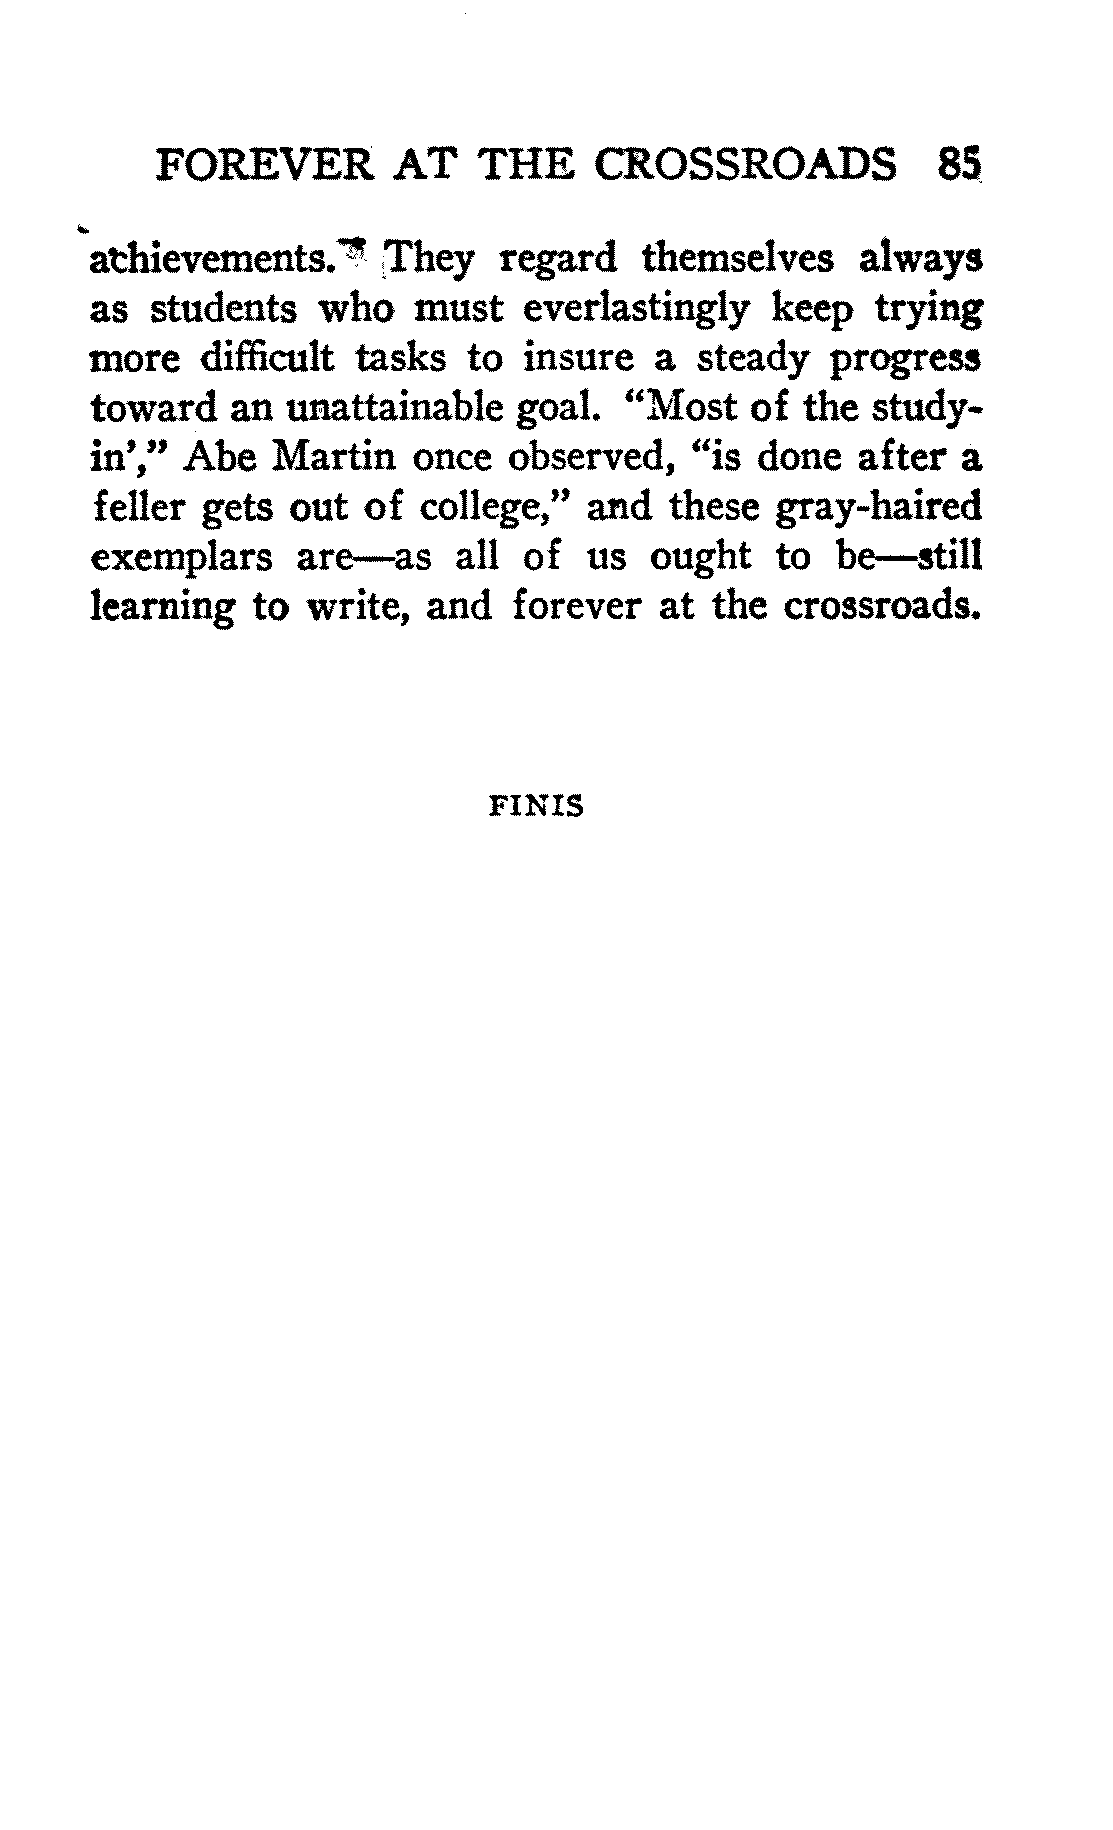 FOREVER AT THE CROSSROADS 85
achievements. They regard themselves always
as students who must everlastingly keep trying
more difficult tasks to insure a steady progress
toward an unattainable goal. “Most of the study-
in’,” Abe Martin once observed, “is done after a
feller gets out of college,” and these gray-haired
exemplars are—as all of us ought to be—still
learning to write, and forever at the crossroads.
FINIS